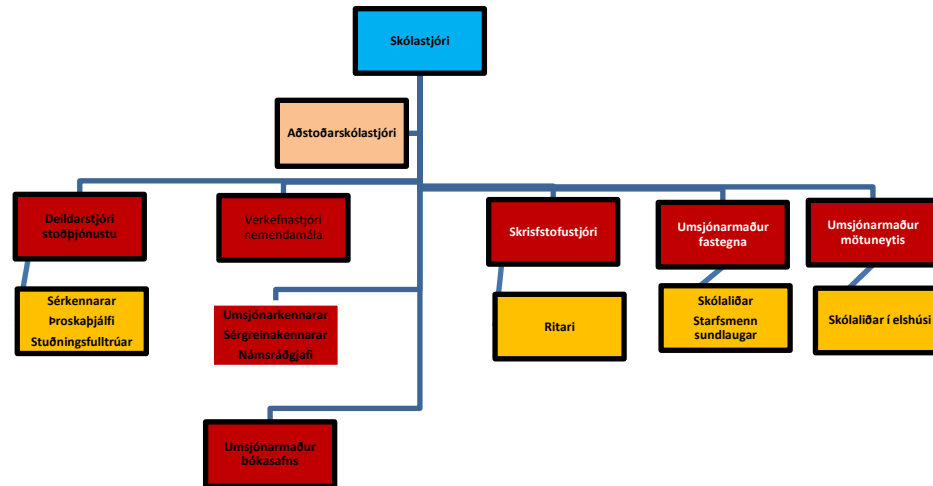 Skólastjóri
Aðstoðarskólastjóri
Deildarstjóri
stoðþjónustu
Verkefnastjóri
nemendamála
Skrisfstofustjóri
Umsjónarmaður
fastegna
Umsjónarmaður
mötuneytis
Sérkennarar
Þroskaþjálfi
Stuðningsfulltrúar
Umsjónarkennarar
Sérgreinakennarar
Námsráðgjafi
Ritari
Skólaliðar
Starfsmenn
sundlaugar
Skólaliðar í elshúsi
Umsjónarmaður
bókasafns